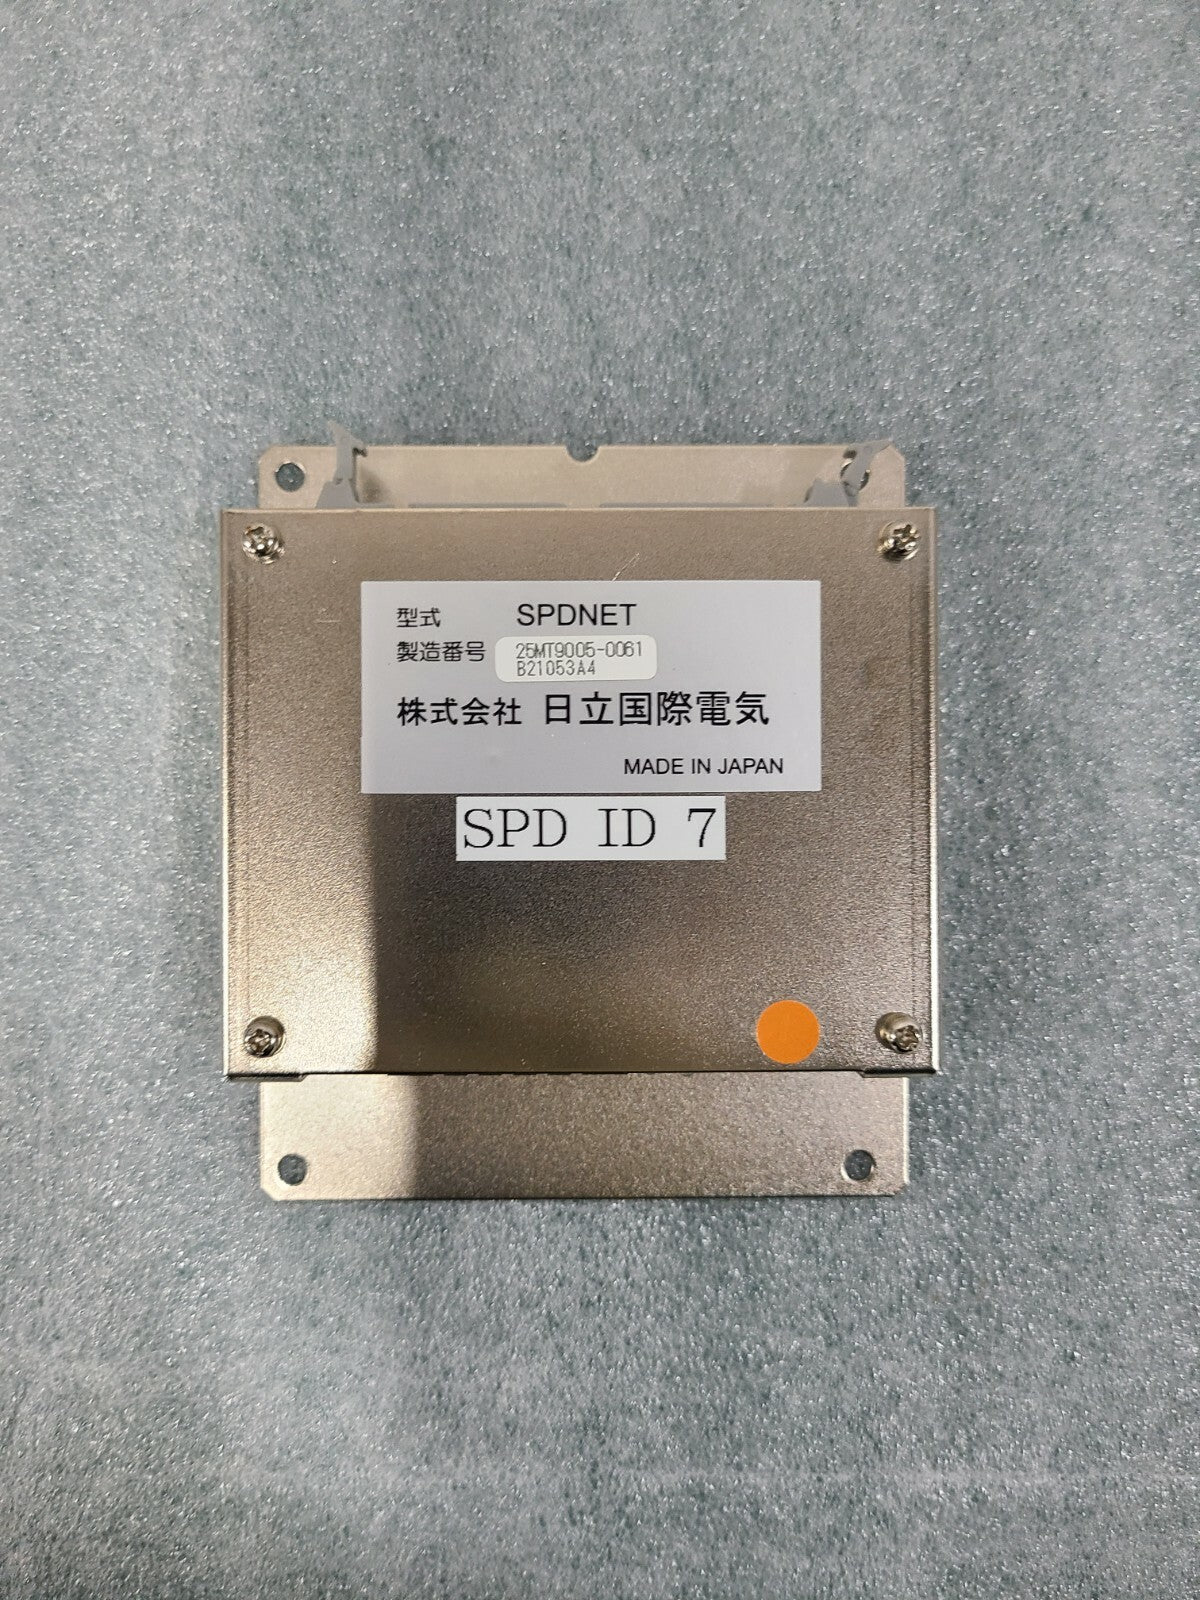 型式 SPDNET
製造番号 25MT9005-0061
B21053A4
株式会社 日立国際電気
MADE IN JAPAN
SPD ID 7